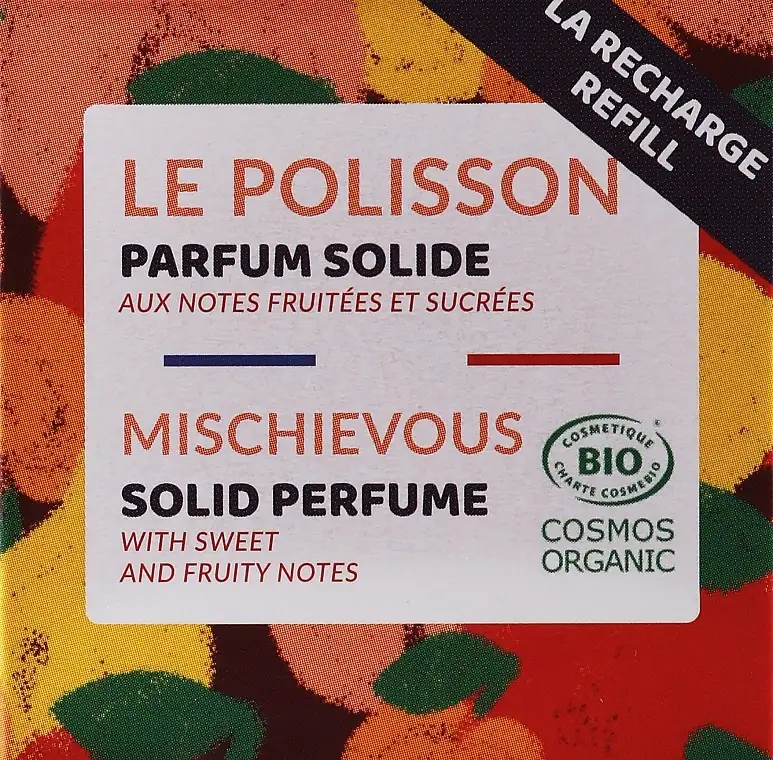 LA RECHARGE
REFILL
LE POLISSON
PARFUM SOLIDE
AUX NOTES FRUITÉES ET SUCRÉES
MISCHIEVOUS
SOLID PERFUME
WITH SWEET
AND FRUITY NOTES
COSMETIQUE
BIO
CHARTE COSMEBIO
®
COSMOS
ORGANIC